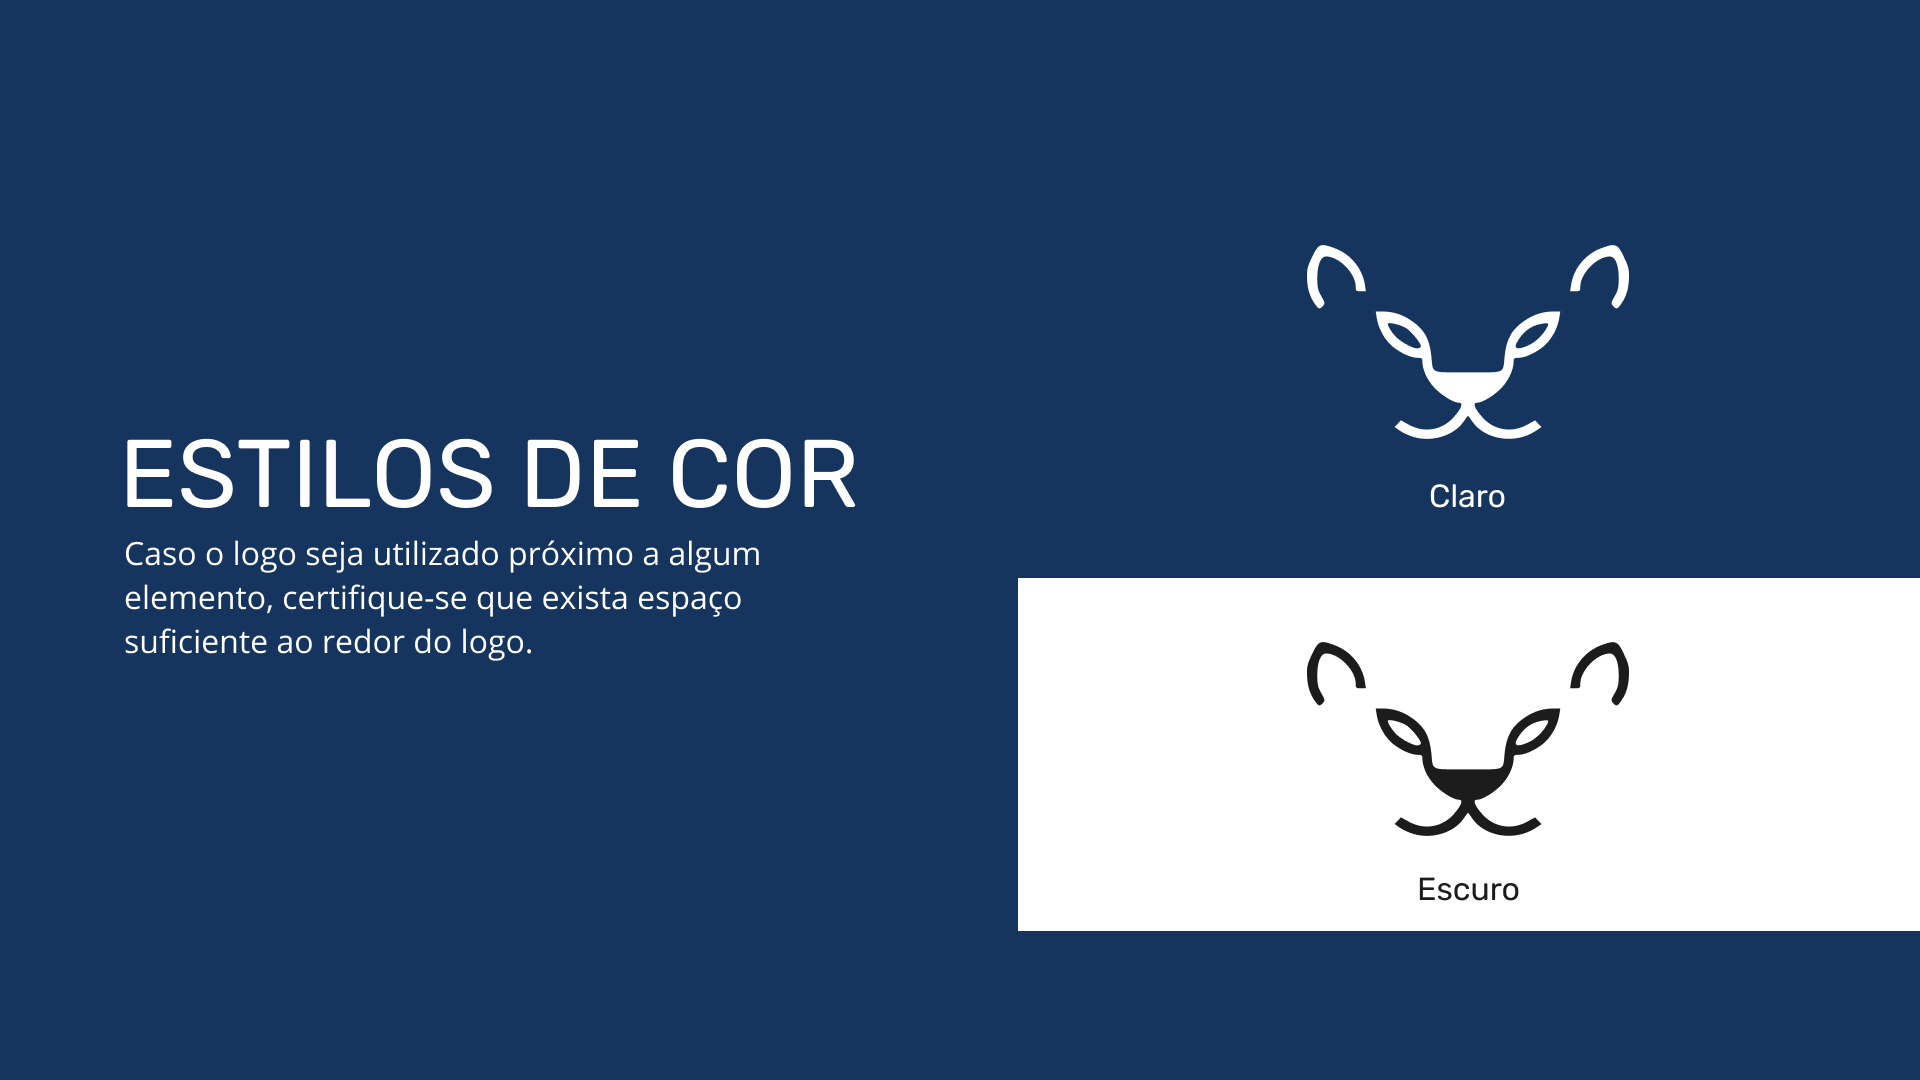 ESTILOS DE COR
Caso o logo seja utilizado próximo a algum
elemento, certifique-se que exista espaço
suficiente ao redor do logo.
Claro
Escuro